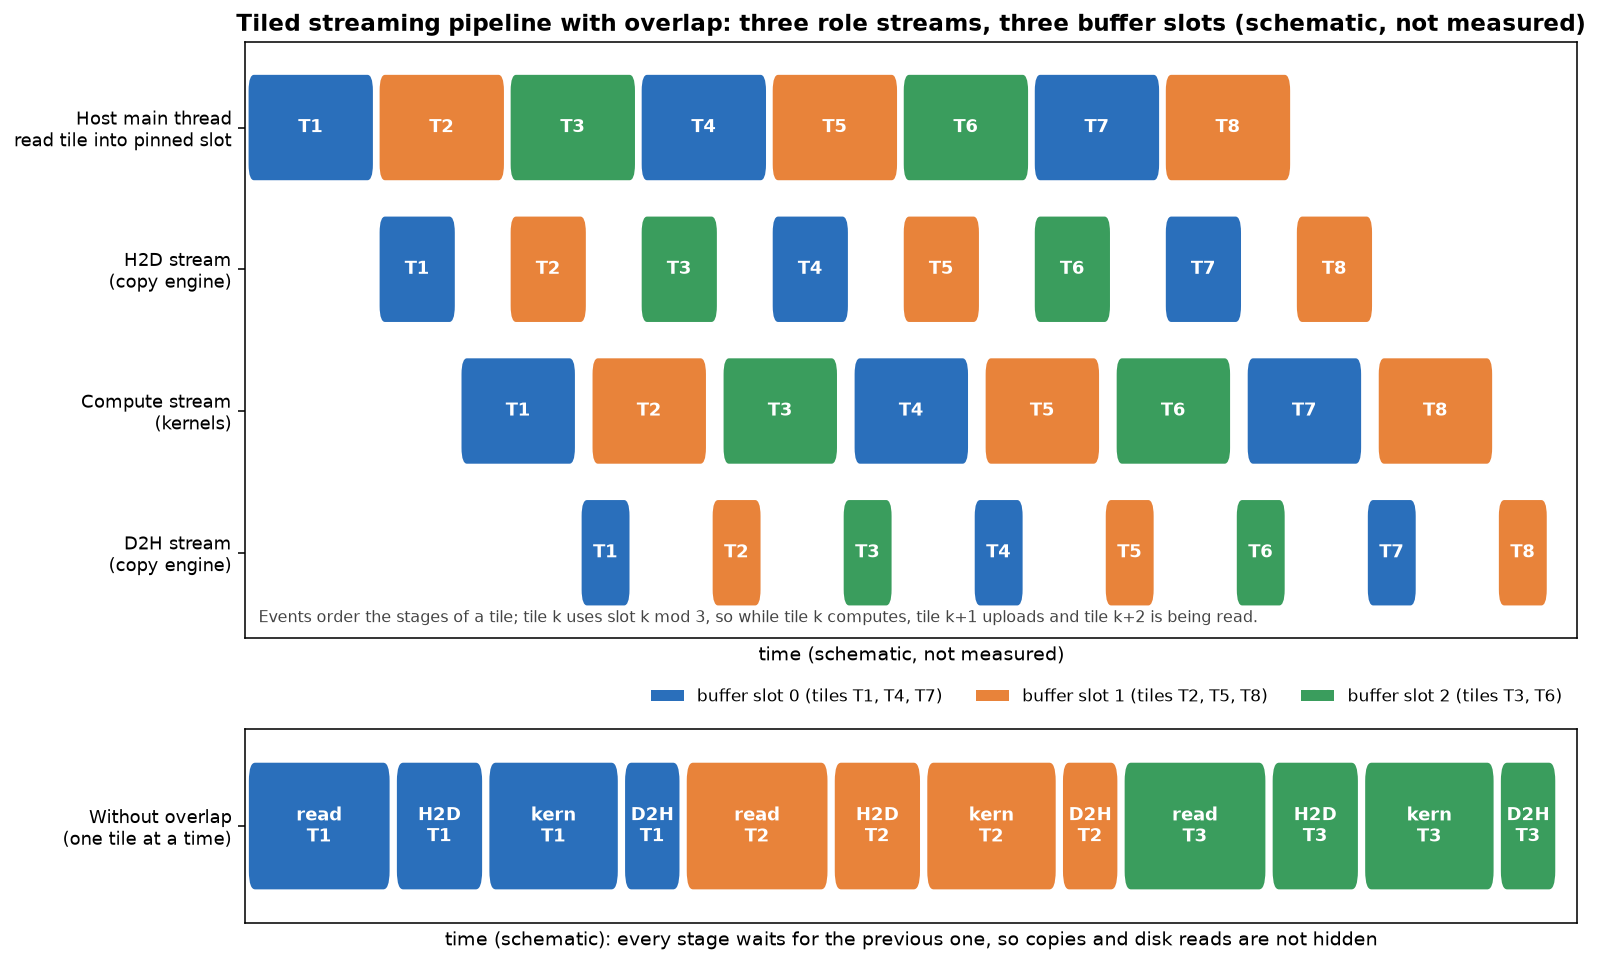 Tiled streaming pipeline with overlap: three role streams, three buffer slots (schematic, not measured)
Host main thread
read tile into pinned slot
T1 T2 T3 T4 T5 T6 T7 T8
H2D stream
(copy engine)
T1 T2 T3 T4 T5 T6 T7 T8
Compute stream
(kernels)
T1 T2 T3 T4 T5 T6 T7 T8
D2H stream
(copy engine)
T1 T2 T3 T4 T5 T6 T7 T8
Events order the stages of a tile; tile k uses slot k mod 3, so while tile k computes, tile k+1 uploads and tile k+2 is being read.
time (schematic, not measured)
buffer slot 0 (tiles T1, T4, T7)
buffer slot 1 (tiles T2, T5, T8)
buffer slot 2 (tiles T3, T6)
Without overlap
(one tile at a time)
read
T1
H2D
T1
kern
T1
D2H
T1
read
T2
H2D
T2
kern
T2
D2H
T2
read
T3
H2D
T3
kern
T3
D2H
T3
time (schematic): every stage waits for the previous one, so copies and disk reads are not hidden